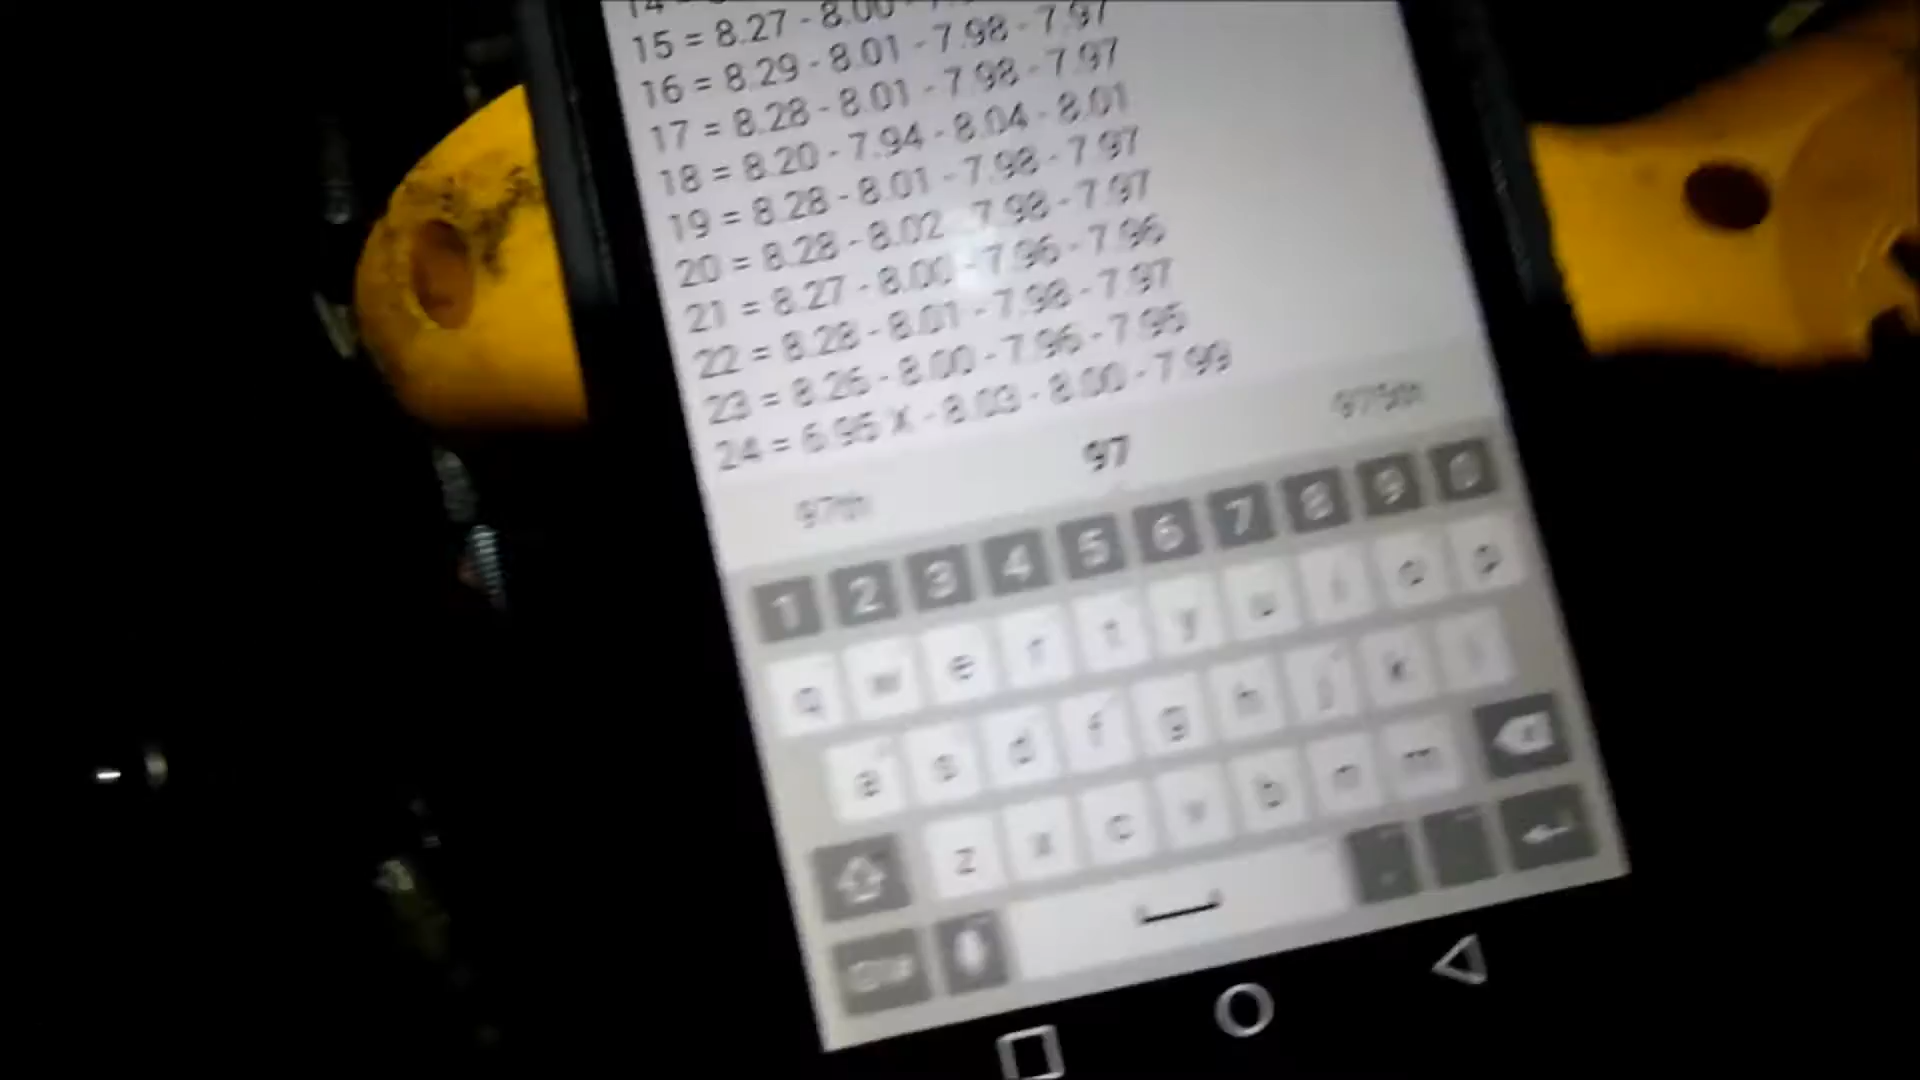 15 = 8.27 - 8.00 -
16 = 8.29 - 8.01 - 7.98 - 7.97
17 = 8.28 - 8.01 - 7.98 - 7.97
18 = 8.20 - 7.94 - 8.04 - 8.01
19 = 8.28 - 8.01 - 7.98 - 7.97
20 = 8.28 - 8.02 7.98 - 7.97
21 = 8.27 - 8.00 - 7.96 - 7.96
22 = 8.28 - 8.01 - 7.98 - 7.97
23 = 8.26 - 8.00 - 7.96 - 7.95
24 = 6.95 X - 8.03 - 8.00 - 7.99
97th 97 975th
1 2 3 4 5 6 7 8 9 0
q w e r t y u i o p
a s d f g h j k l
z x c v b n m